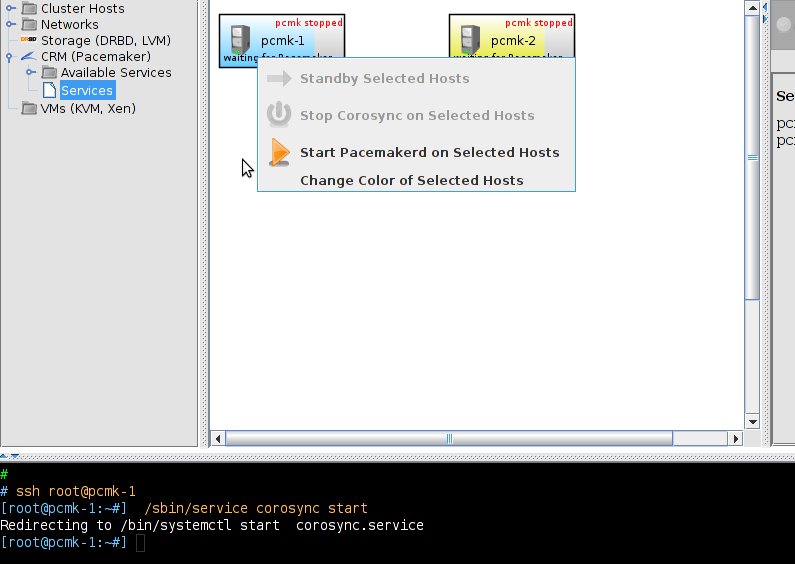 Cluster Hosts
Networks
DRBD Storage (DRBD, LVM)
CRM (Pacemaker)
Available Services
Services
VMs (KVM, Xen)
pcmk stopped
pcmk-1
waiting for Pacemaker
pcmk stopped
pcmk-2
waiting for Pacemaker
Standby Selected Hosts
Stop Corosync on Selected Hosts
Start Pacemakerd on Selected Hosts
Change Color of Selected Hosts
Se
pc
pc
#
# ssh root@pcmk-1
[root@pcmk-1:~#]  /sbin/service corosync start
Redirecting to /bin/systemctl start  corosync.service
[root@pcmk-1:~#]